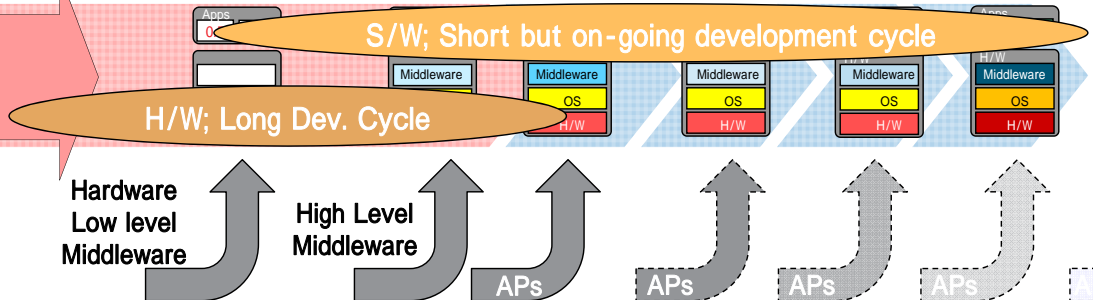 Apps
S/W; Short but on-going development cycle
Apps
H/W
H/W
Middleware
Middleware
Middleware
Middleware
Middleware
OS
OS
OS
OS
H/W; Long Dev. Cycle
H/W
H/W
H/W
H/W
Hardware
Low level
Middleware
High Level
Middleware
APs
APs
APs
APs